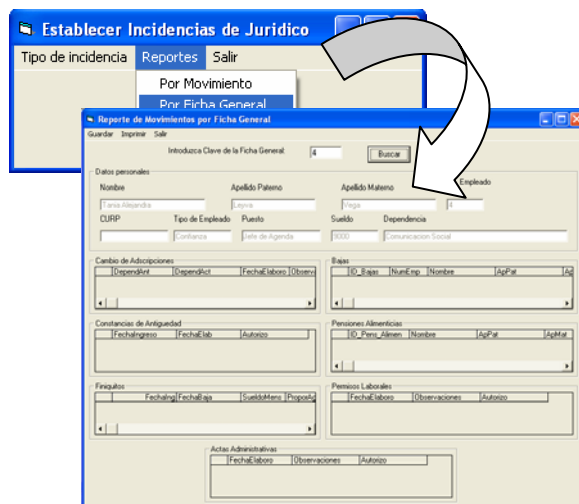 Establecer Incidencias de Juridico
Tipo de incidencia Reportes Salir
Por Movimiento
Por Ficha General
Reporte de Movimientos por Ficha General
Guardar Imprimir Salir
Introduzca Clave de la Ficha General: 4 Buscar
Datos personales
Nombre Apellido Paterno Apellido Materno Empleado
Tania Alejandra Leyva Vega 4
CURP Tipo de Empleado Puesto Sueldo Dependencia
Confianza Jefe de Agenda 9000 Comunicacion Social
Cambio de Adscripciones Bajas
DependAnt DependAct FechaElaboro Observ ID_Bajas NumEmp Nombre ApPat Ap
Constancias de Antiguedad Pensiones Alimenticias
FechaIngreso FechaElab Autorizo ID_Pens_Alimen Nombre ApPat ApMat
Finiquitos Permisos Laborales
FechaIng FechaBaja SueldoMens ProporAg FechaElaboro Observaciones Autorizo
Actas Administrativas
FechaElaboro Observaciones Autorizo